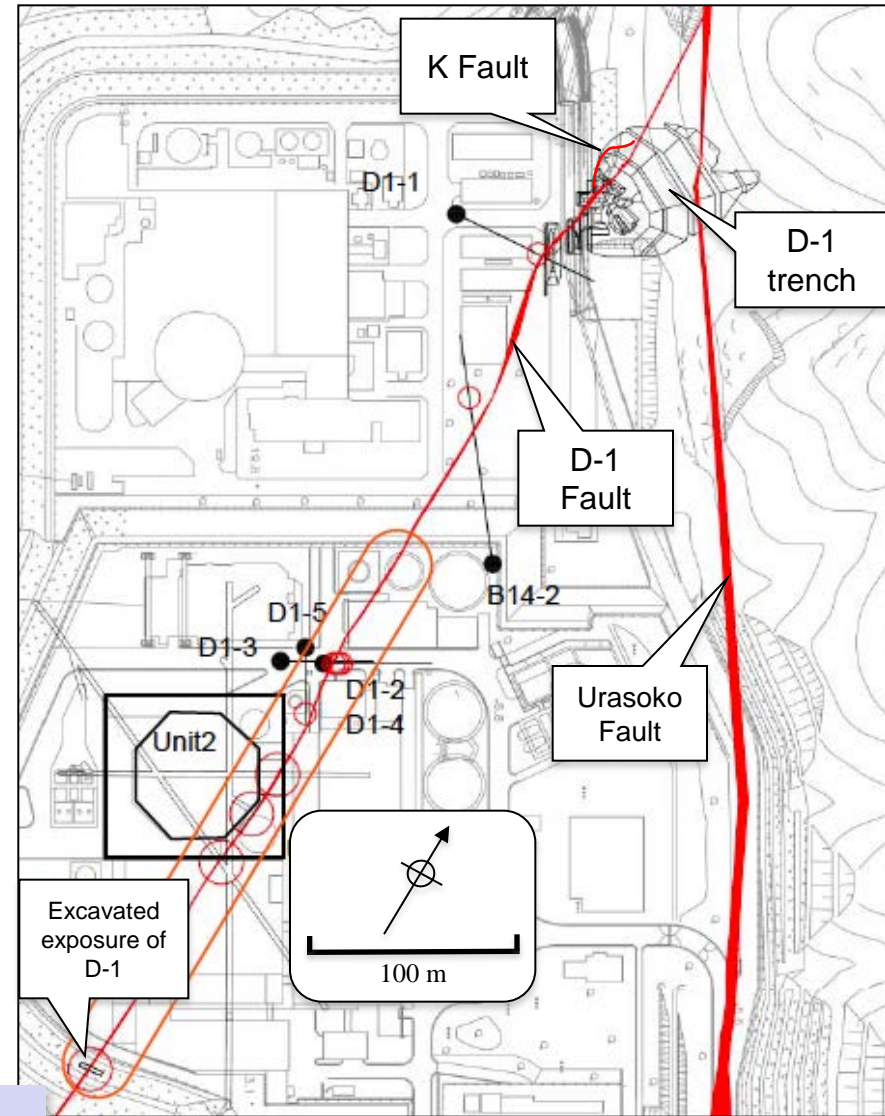 K Fault
D1-1
D-1
trench
D-1
Fault
B14-2
D1-5
D1-3
D1-2
D1-4
Unit2
Urasoko
Fault
Excavated
exposure of
D-1
100 m